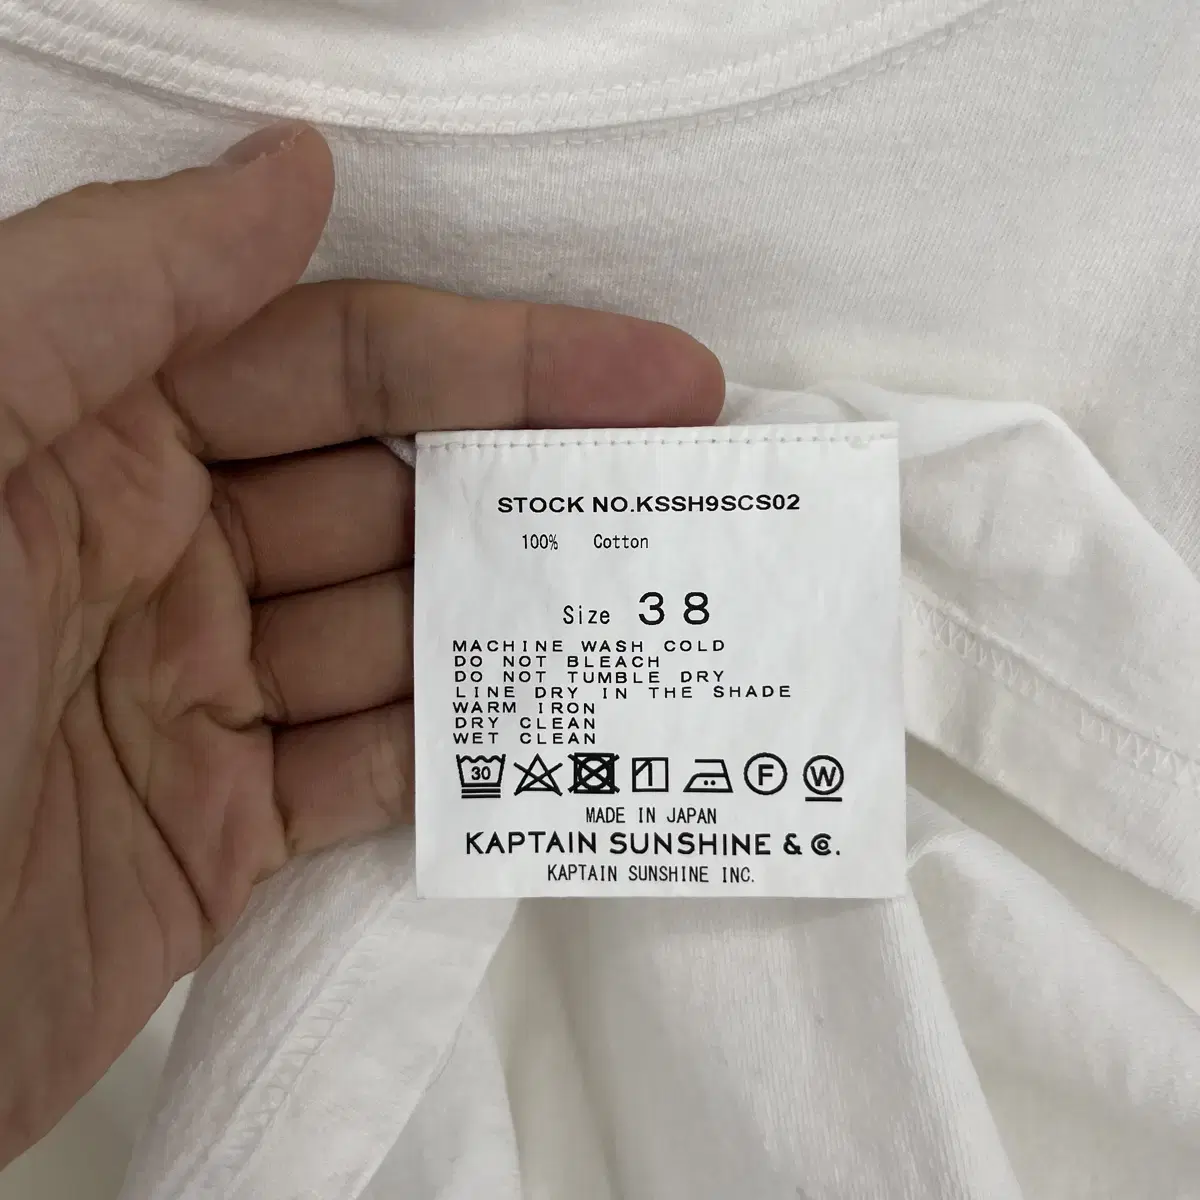 STOCK NO.KSSH9SCS02
100% Cotton
Size 38
MACHINE WASH COLD
DO NOT BLEACH
DO NOT TUMBLE DRY
LINE DRY IN THE SHADE
WARM IRON
DRY CLEAN
WET CLEAN
30 F W
MADE IN JAPAN
KAPTAIN SUNSHINE & Co.
KAPTAIN SUNSHINE INC.